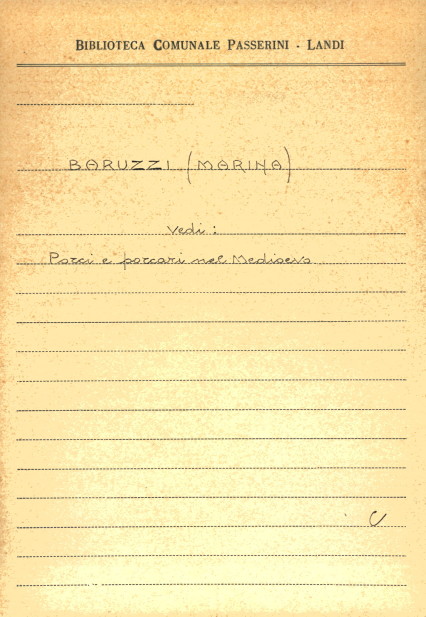 BIBLIOTECA COMUNALE PASSERINI - LANDI
BARUZZI (MARINA)
Vedi:
Porci e porcari nel Medioevo
C